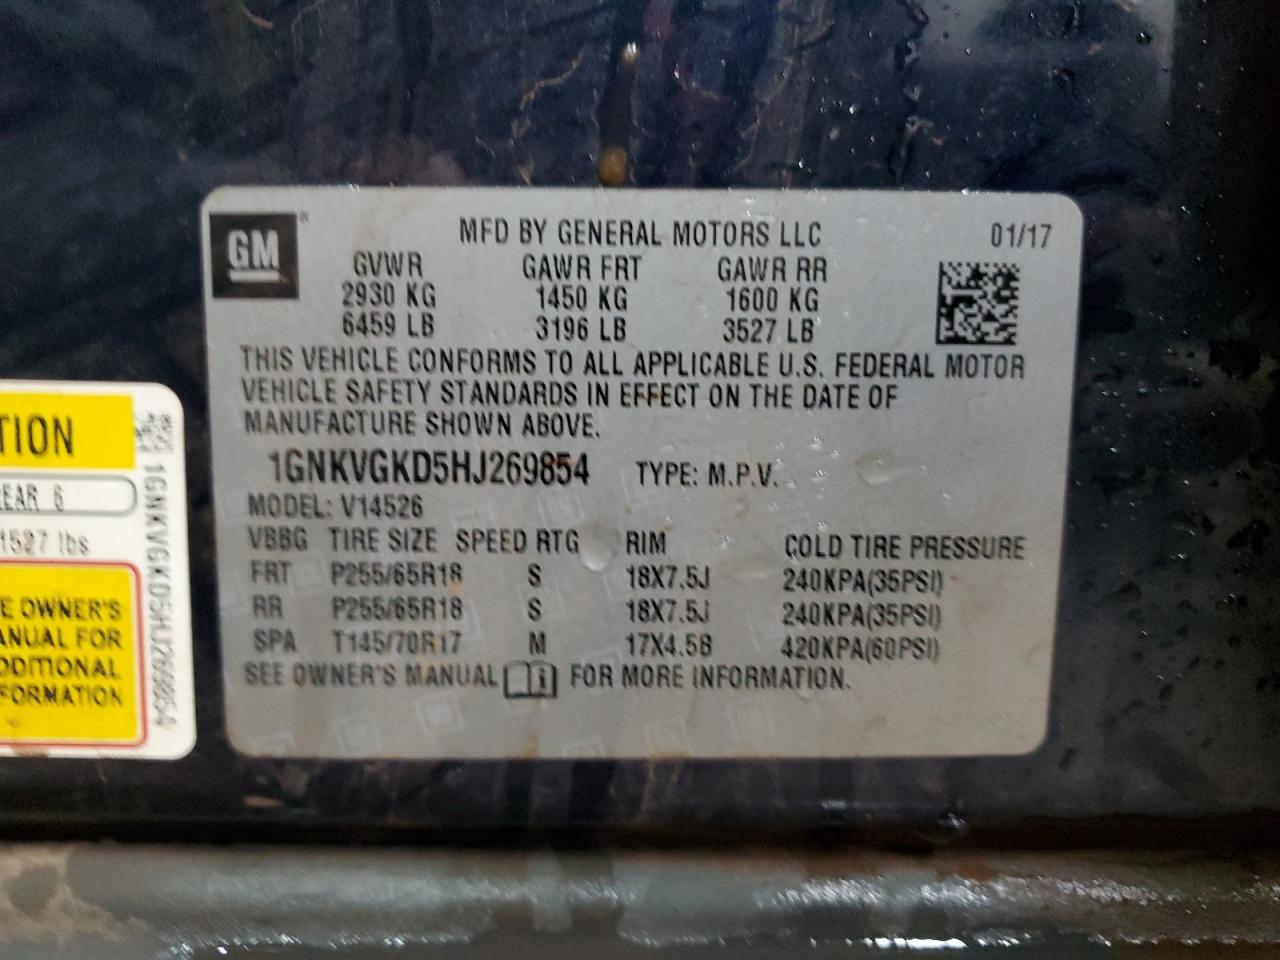 GM
MFD BY GENERAL MOTORS LLC 01/17
GVWR GAWR FRT GAWR RR
2930 KG 1450 KG 1600 KG
6459 LB 3196 LB 3527 LB
THIS VEHICLE CONFORMS TO ALL APPLICABLE U.S. FEDERAL MOTOR
VEHICLE SAFETY STANDARDS IN EFFECT ON THE DATE OF
MANUFACTURE SHOWN ABOVE.
1GNKVGKD5HJ269854 TYPE: M.P.V.
MODEL: V14526
VBBG TIRE SIZE SPEED RTG RIM COLD TIRE PRESSURE
FRT P255/65R18 S 18X7.5J 240KPA(35PSI)
RR P255/65R18 S 18X7.5J 240KPA(35PSI)
SPA T145/70R17 M 17X4.5B 420KPA(60PSI)
SEE OWNER'S MANUAL i FOR MORE INFORMATION.
TION
EAR 6
1527 lbs
E OWNER'S
ANUAL FOR
DDITIONAL
FORMATION
1GNKVGKD5HJ269854